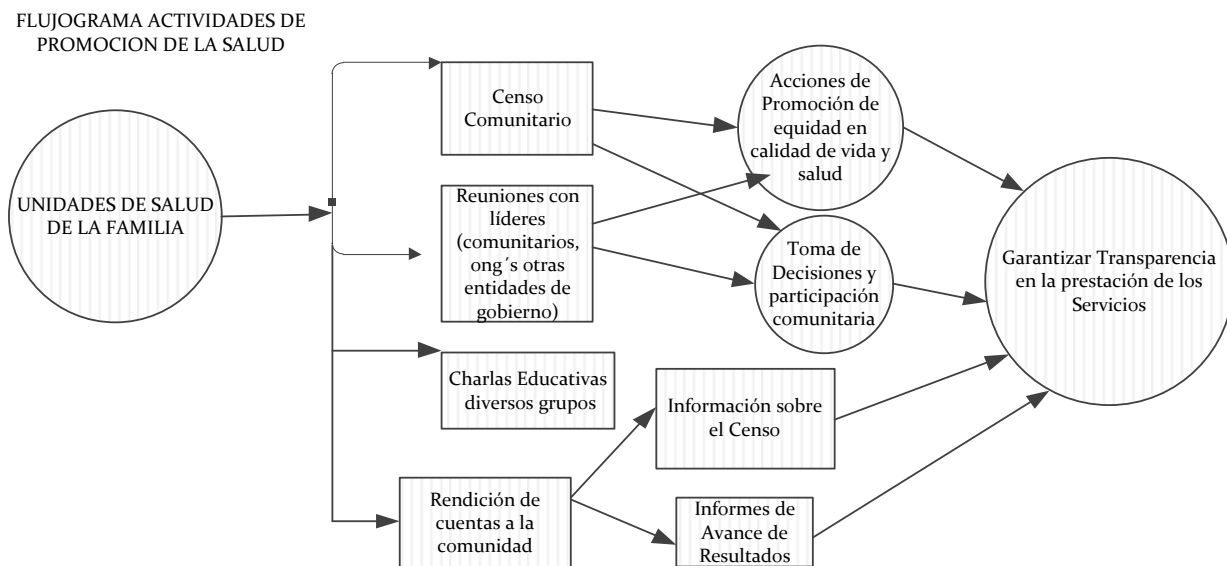 FLUJOGRAMA ACTIVIDADES DE
PROMOCION DE LA SALUD
UNIDADES DE SALUD
DE LA FAMILIA
Censo
Comunitario
Reuniones con
líderes
(comunitarios,
ong´s otras
entidades de
gobierno)
Charlas Educativas
diversos grupos
Rendición de
cuentas a la
comunidad
Acciones de
Promoción de
equidad en
calidad de vida y
salud
Toma de
Decisiones y
participación
comunitaria
Información sobre
el Censo
Informes de
Avance de
Resultados
Garantizar Transparencia
en la prestación de los
Servicios